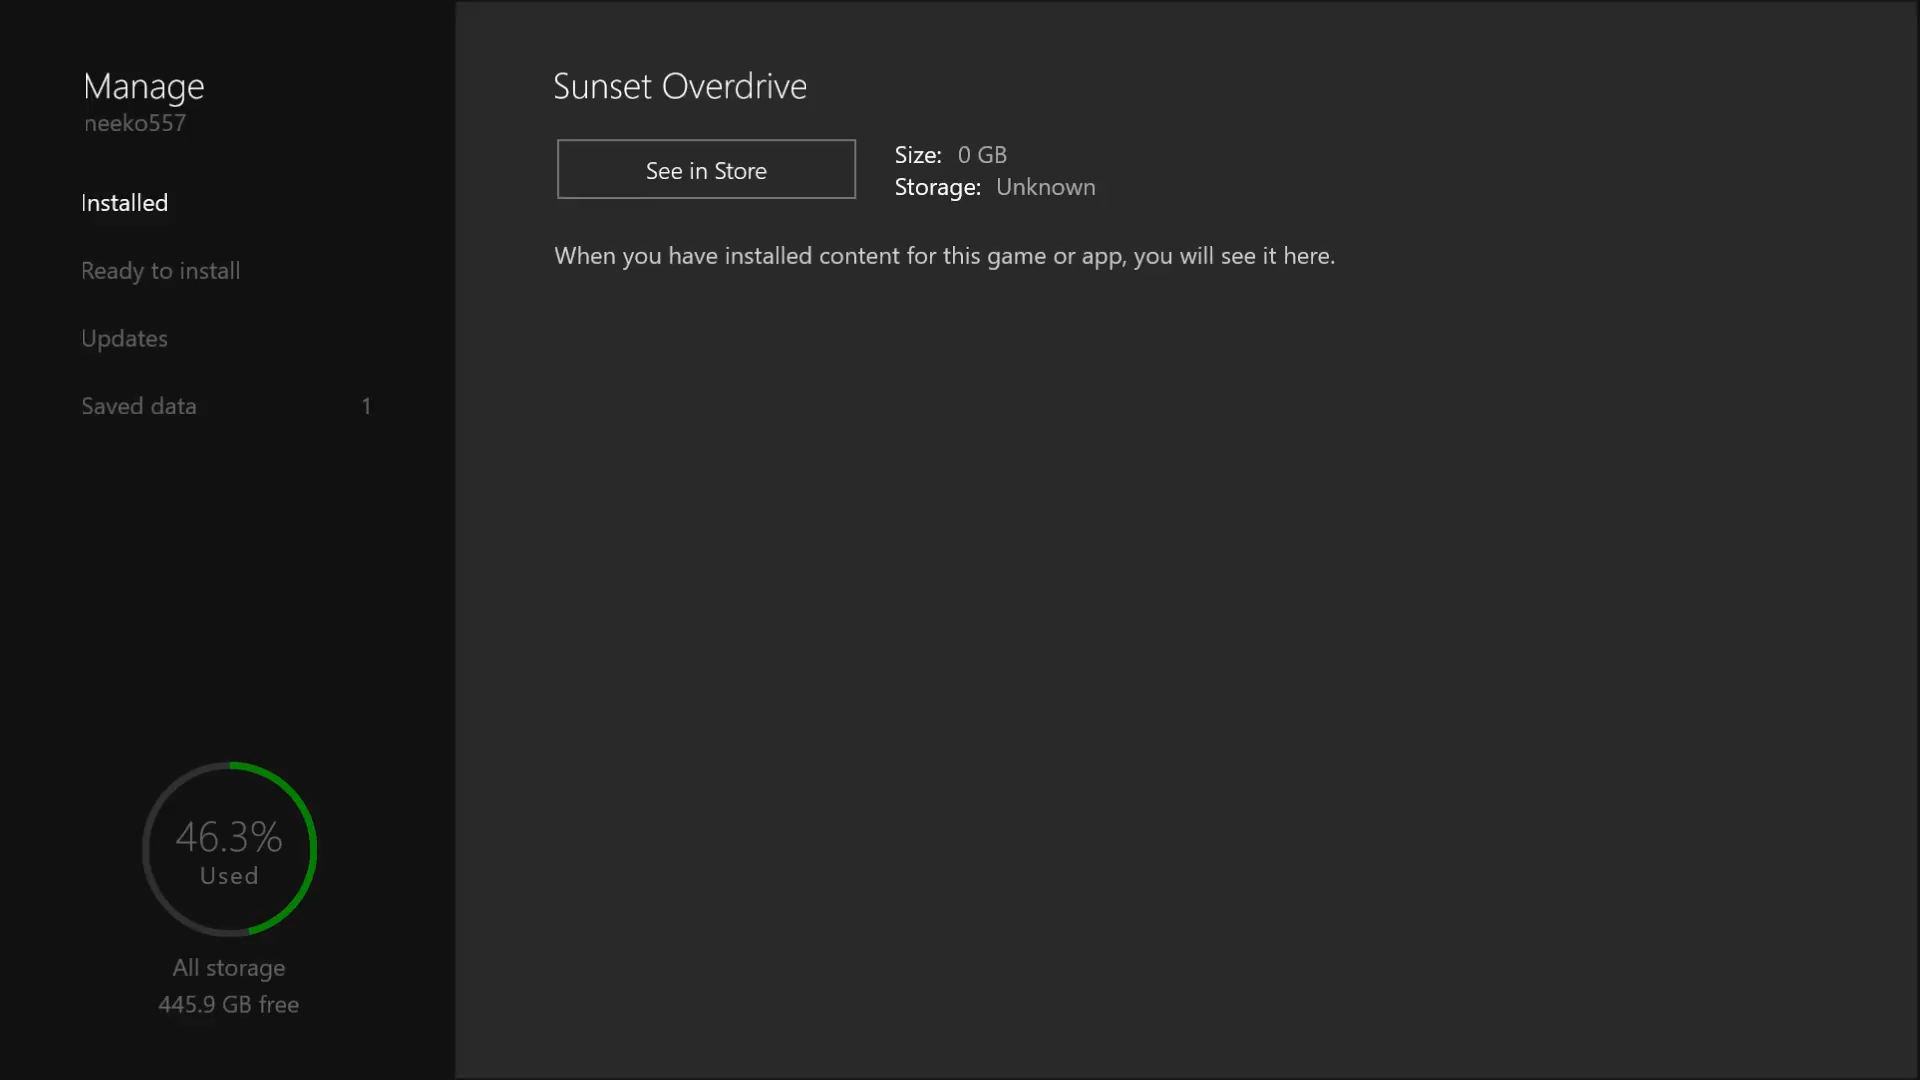 Manage
neeko557
Installed
Ready to install
Updates
Saved data 1
46.3%
Used
All storage
445.9 GB free
Sunset Overdrive
See in Store
Size: 0 GB
Storage: Unknown
When you have installed content for this game or app, you will see it here.